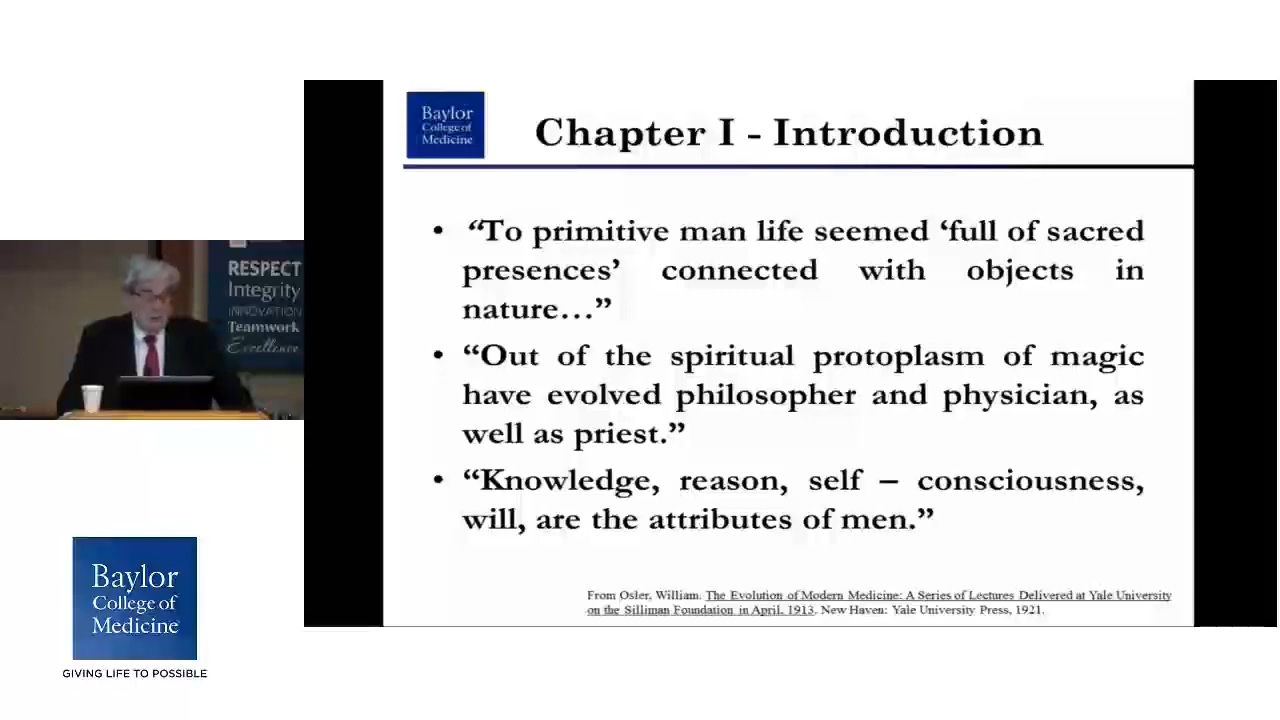 Baylor
College of
Medicine
Chapter I - Introduction
• “To primitive man life seemed ‘full of sacred
presences’ connected with objects in
nature…”
• “Out of the spiritual protoplasm of magic
have evolved philosopher and physician, as
well as priest.”
• “Knowledge, reason, self – consciousness,
will, are the attributes of men.”
From Osler, William. The Evolution of Modern Medicine: A Series of Lectures Delivered at Yale University
on the Silliman Foundation in April, 1913. New Haven: Yale University Press, 1921.
RESPECT
Integrity
INNOVATION
Teamwork
Excellence
Baylor
College of
Medicine
GIVING LIFE TO POSSIBLE